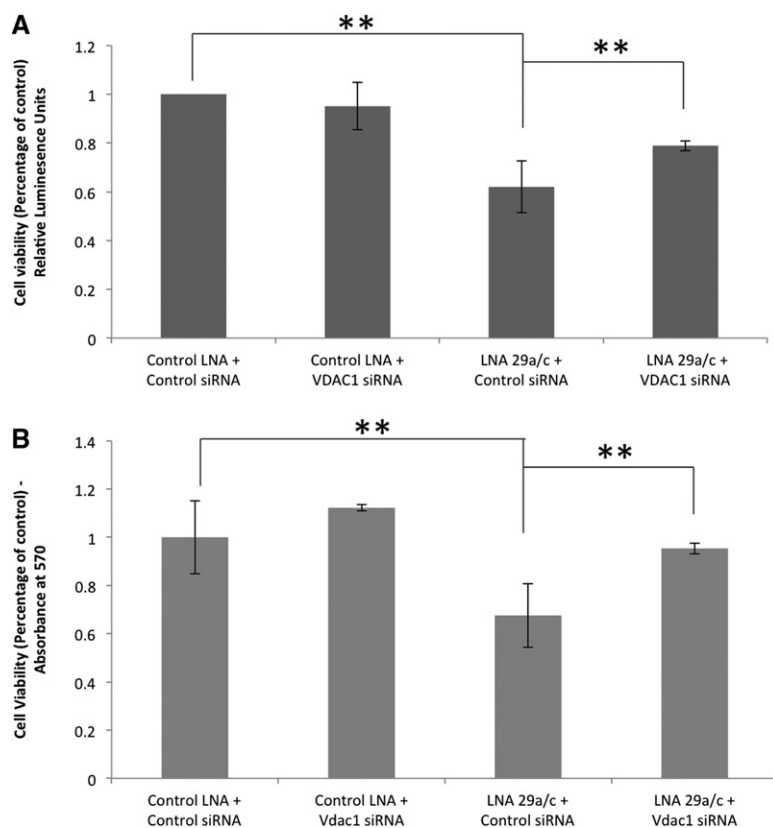 A
Cell viability (Percentage of control)
Relative Luminesence Units
1.2
1
0.8
0.6
0.4
0.2
0
**
**
Control LNA +
Control siRNA
Control LNA +
VDAC1 siRNA
LNA 29a/c +
Control siRNA
LNA 29a/c +
VDAC1 siRNA
B
Cell Viability (Percentage of control) -
Absorbance at 570
1.4
1.2
1
0.8
0.6
0.4
0.2
0
**
**
Control LNA +
Control siRNA
Control LNA +
Vdac1 siRNA
LNA 29a/c +
Control siRNA
LNA 29a/c +
Vdac1 siRNA